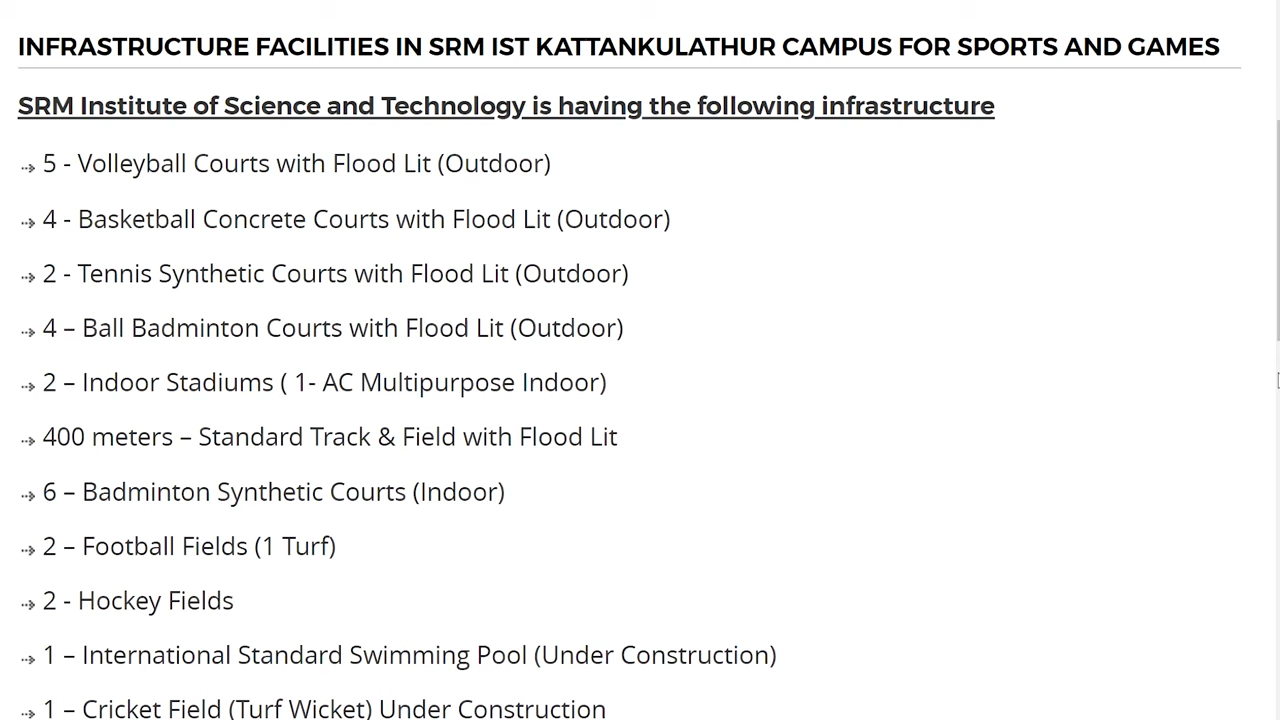 INFRASTRUCTURE FACILITIES IN SRM IST KATTANKULATHUR CAMPUS FOR SPORTS AND GAMES
SRM Institute of Science and Technology is having the following infrastructure
5 - Volleyball Courts with Flood Lit (Outdoor)
4 - Basketball Concrete Courts with Flood Lit (Outdoor)
2 - Tennis Synthetic Courts with Flood Lit (Outdoor)
4 – Ball Badminton Courts with Flood Lit (Outdoor)
2 – Indoor Stadiums ( 1- AC Multipurpose Indoor)
400 meters – Standard Track & Field with Flood Lit
6 – Badminton Synthetic Courts (Indoor)
2 – Football Fields (1 Turf)
2 - Hockey Fields
1 – International Standard Swimming Pool (Under Construction)
1 – Cricket Field (Turf Wicket) Under Construction